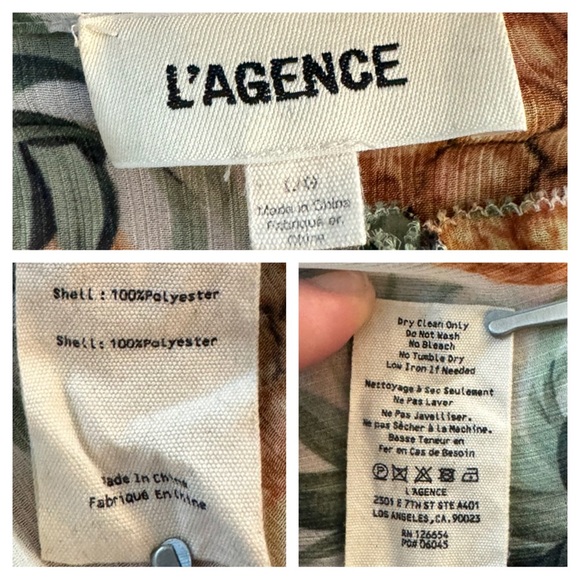 L'AGENCE
L/G
Made in China
Fabriqué en
Chine
Shell: 100%Polyester
Shell: 100%Polyester
Made In China
Fabriqué En Chine
Dry Clean Only
Do Not Wash
No Bleach
No Tumble Dry
Low Iron If Needed
Nettoyage à Sec Seulement
Ne Pas Laver
Ne Pas Javelliser.
Ne pas Sècher à la Machine.
Basse Teneur en
Fer en Cas de Besoin
L'AGENCE
2301 E 7TH ST STE A401
LOS ANGELES,CA.90023
RN 126654
PO# 06045